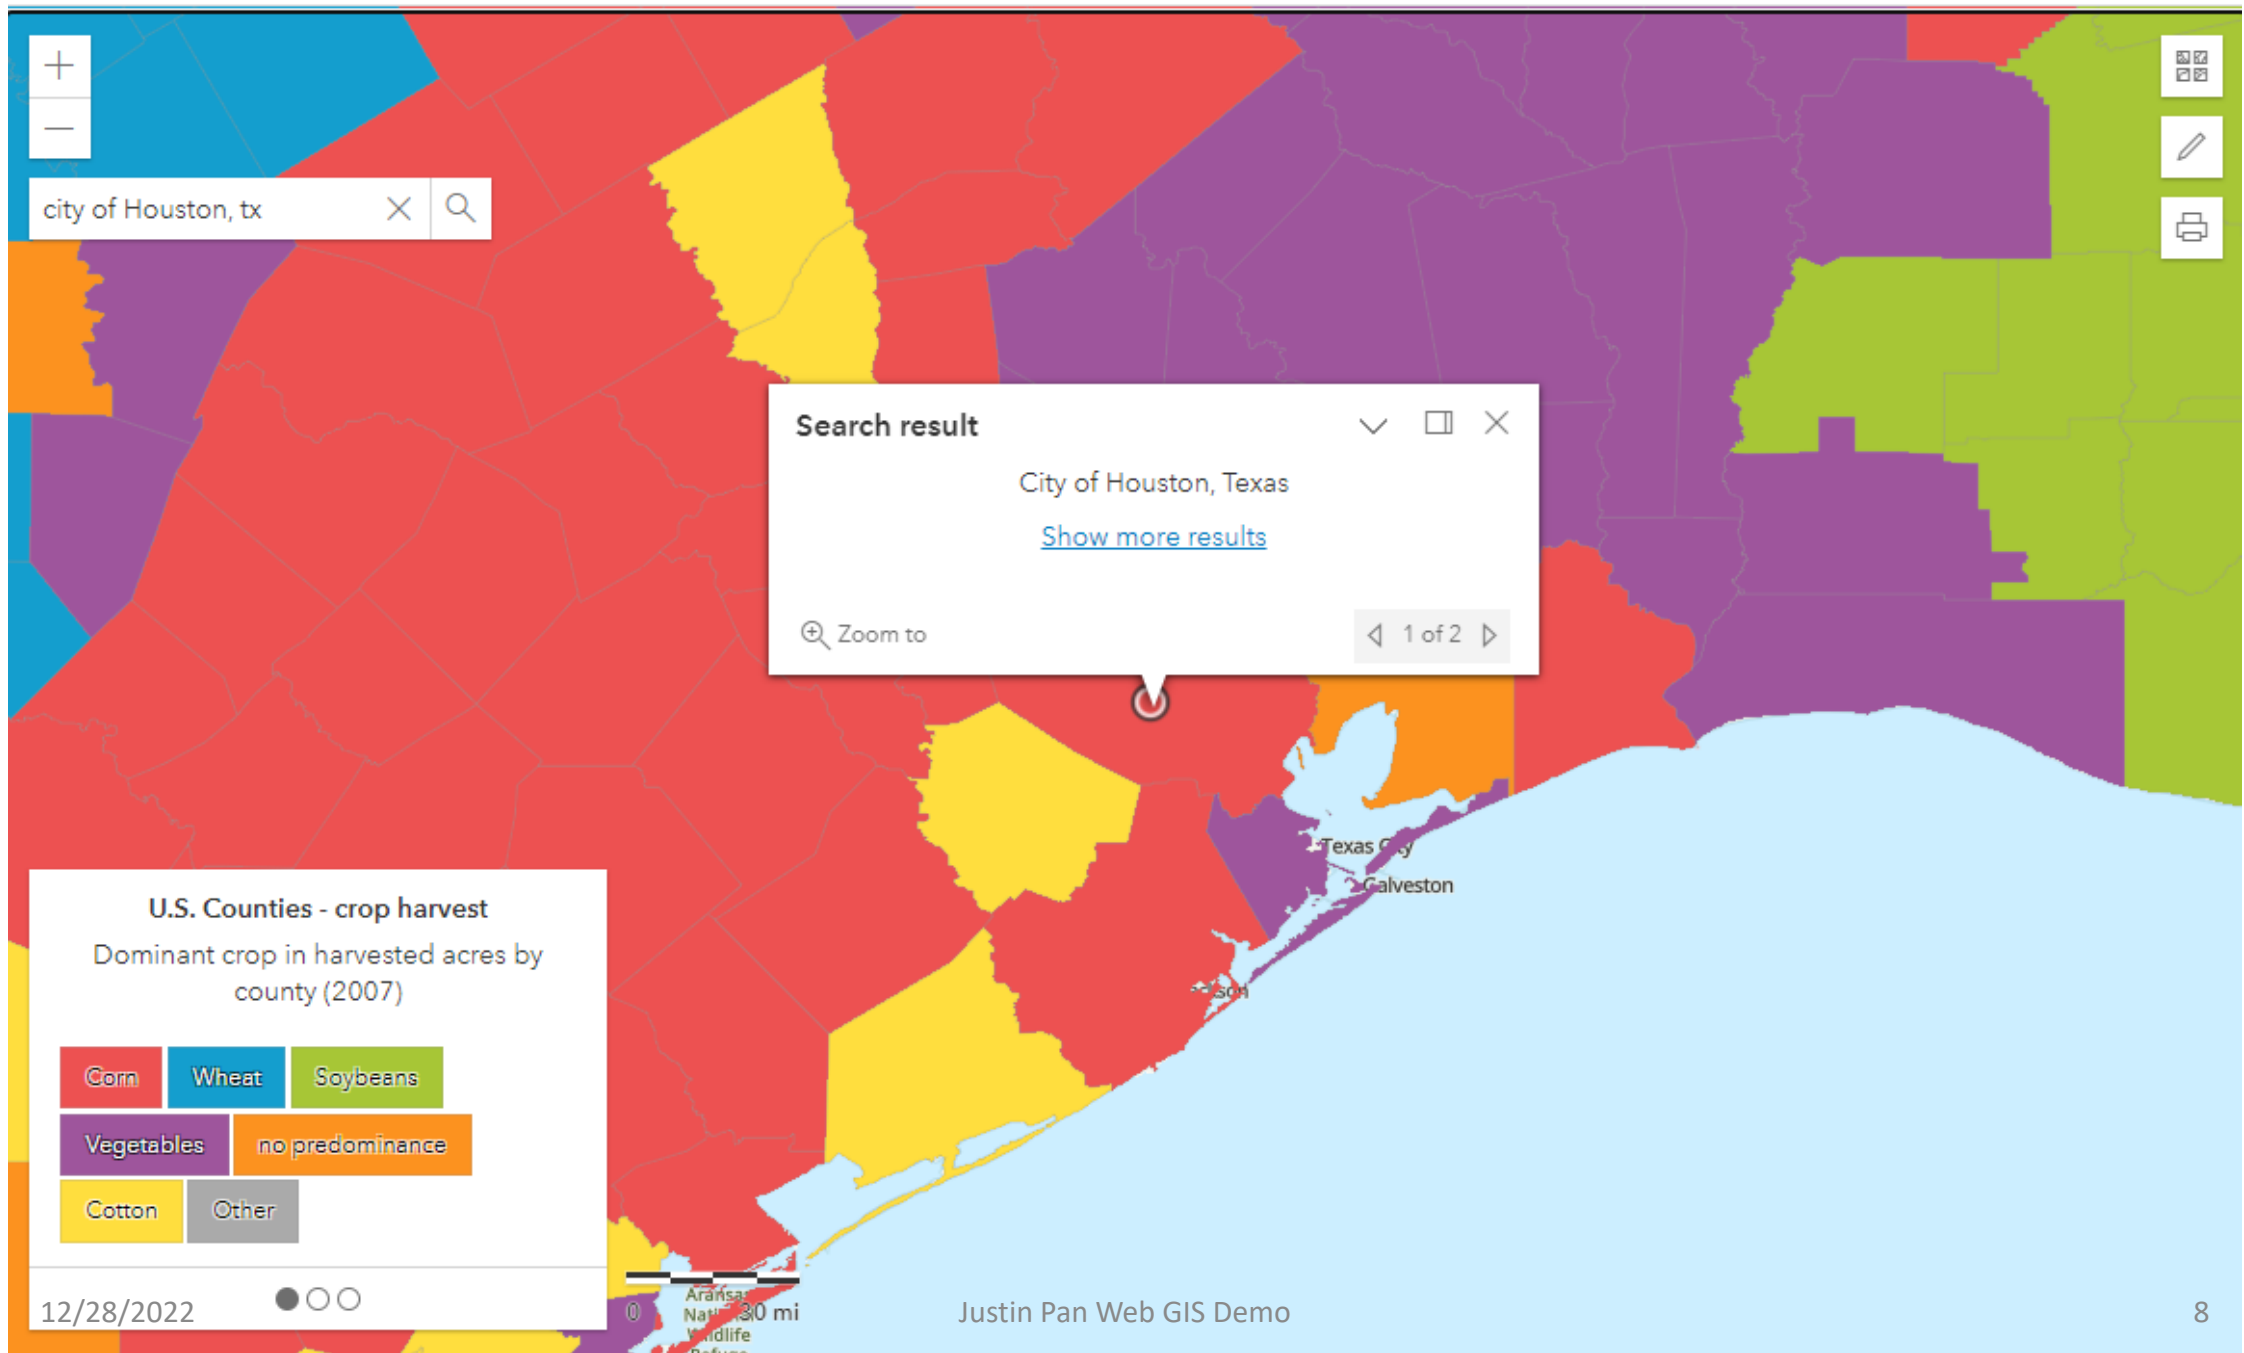 city of Houston, tx
Search result
City of Houston, Texas
Show more results
Zoom to
1 of 2
Texas City
Galveston
U.S. Counties - crop harvest
Dominant crop in harvested acres by
county (2007)
Corn
Wheat
Soybeans
Vegetables
no predominance
Cotton
Other
0
30 mi
Wildlife
12/28/2022
Justin Pan Web GIS Demo
8